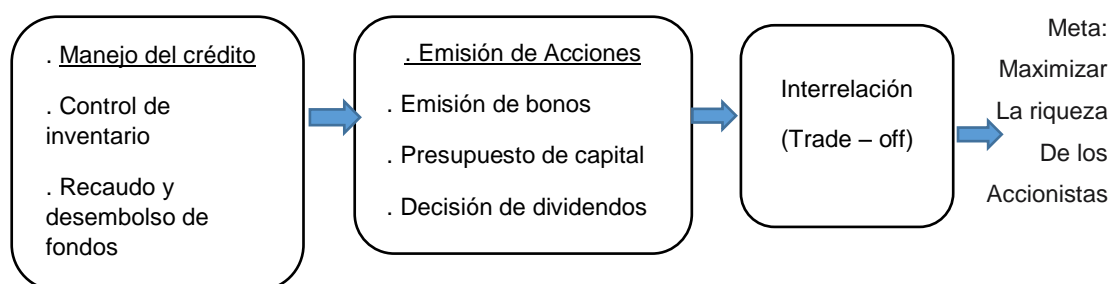 . Manejo del crédito
. Control de
inventario
. Recaudo y
desembolso de
fondos
. Emisión de Acciones
. Emisión de bonos
. Presupuesto de capital
. Decisión de dividendos
Interrelación
(Trade – off)
Meta:
Maximizar
La riqueza
De los
Accionistas